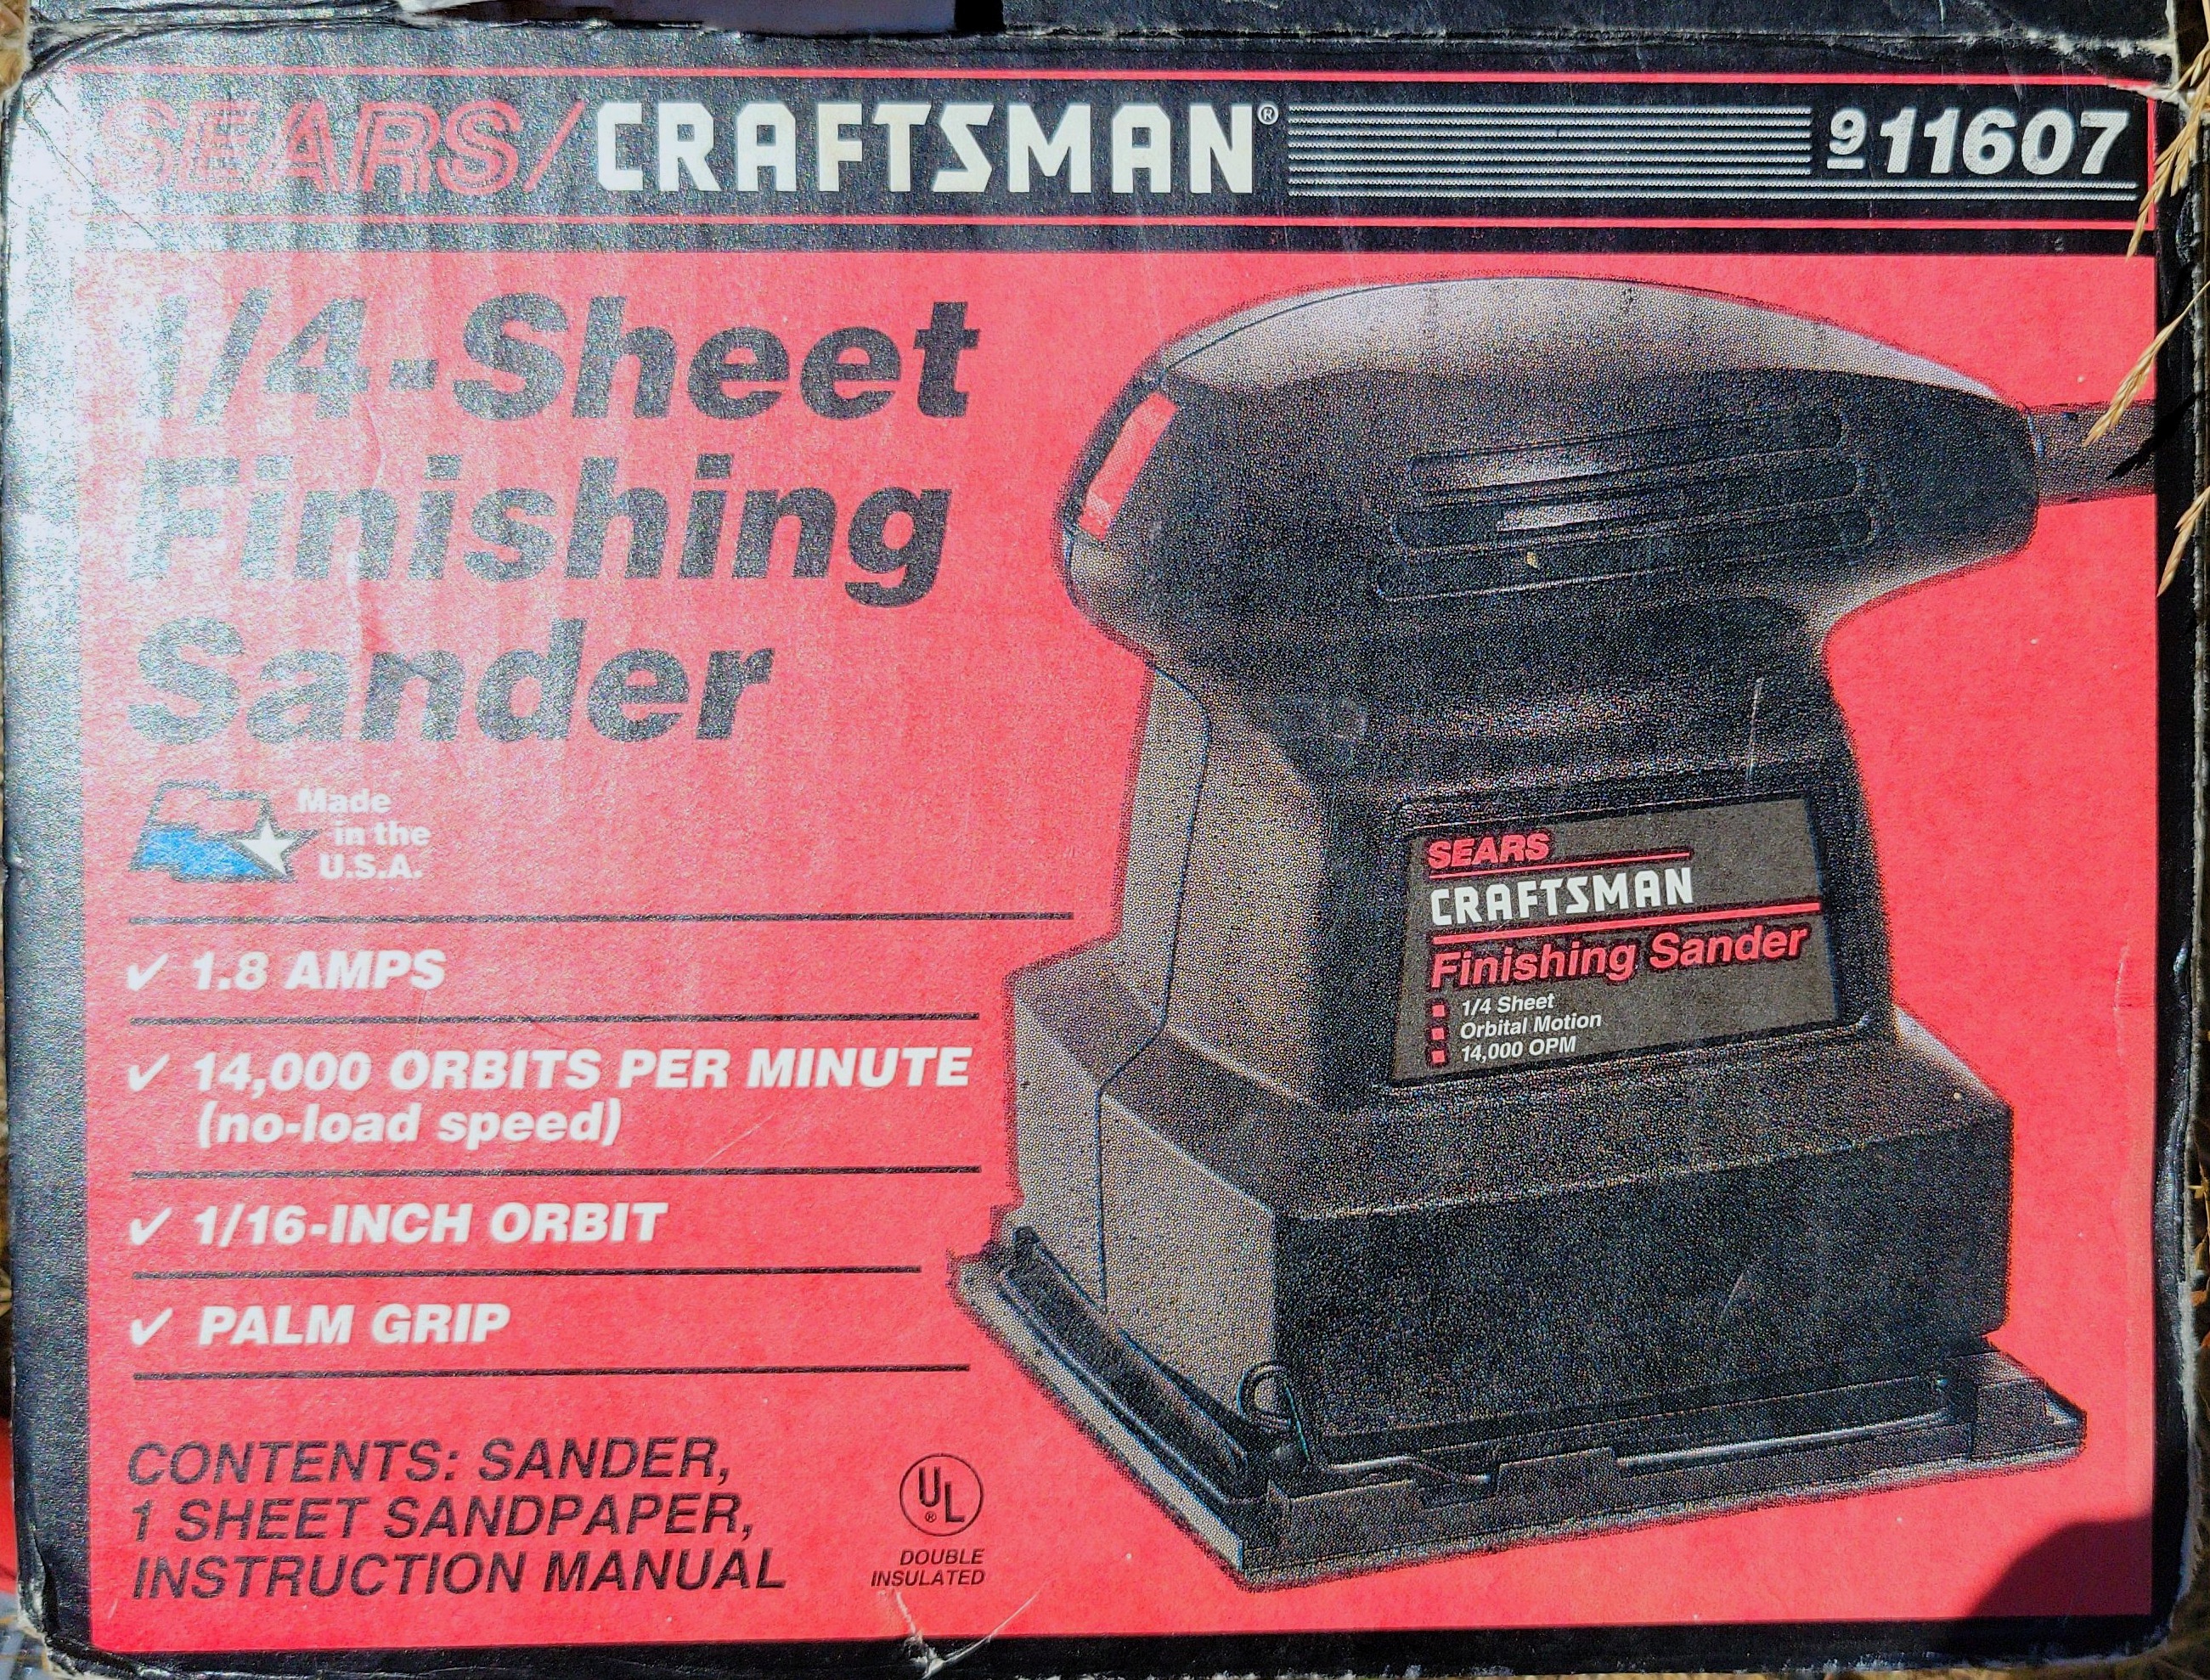 SEARS/CRAFTSMAN® 9 11607
1/4-Sheet
Finishing
Sander
Made
in the
U.S.A.
✓ 1.8 AMPS
✓ 14,000 ORBITS PER MINUTE
(no-load speed)
✓ 1/16-INCH ORBIT
✓ PALM GRIP
CONTENTS: SANDER,
1 SHEET SANDPAPER,
INSTRUCTION MANUAL
UL®
DOUBLE
INSULATED
SEARS
CRAFTSMAN
Finishing Sander
1/4 Sheet
Orbital Motion
14,000 OPM